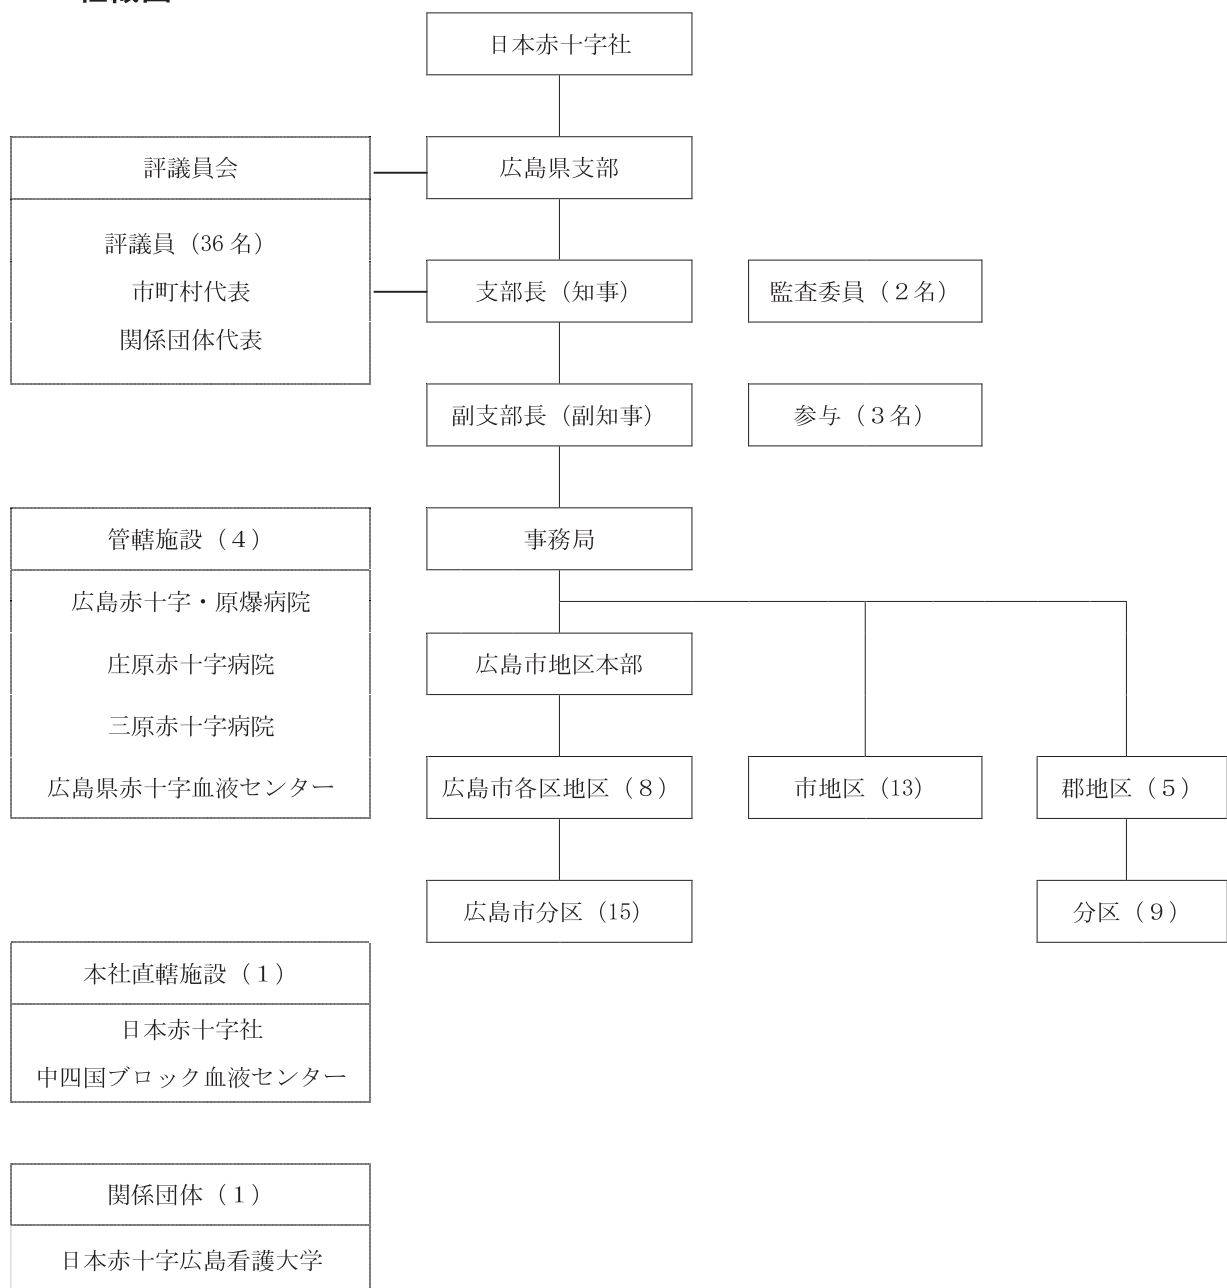 日本赤十字社
評議員会
広島県支部
評議員（36名）
市町村代表
関係団体代表
支部長（知事）
監査委員（２名）
副支部長（副知事）
参与（３名）
管轄施設（４）
広島赤十字・原爆病院
庄原赤十字病院
三原赤十字病院
広島県赤十字血液センター
事務局
広島市地区本部
広島市各区地区（８）
市地区（13）
郡地区（５）
広島市分区（15）
分区（９）
本社直轄施設（１）
日本赤十字社
中四国ブロック血液センター
関係団体（１）
日本赤十字広島看護大学